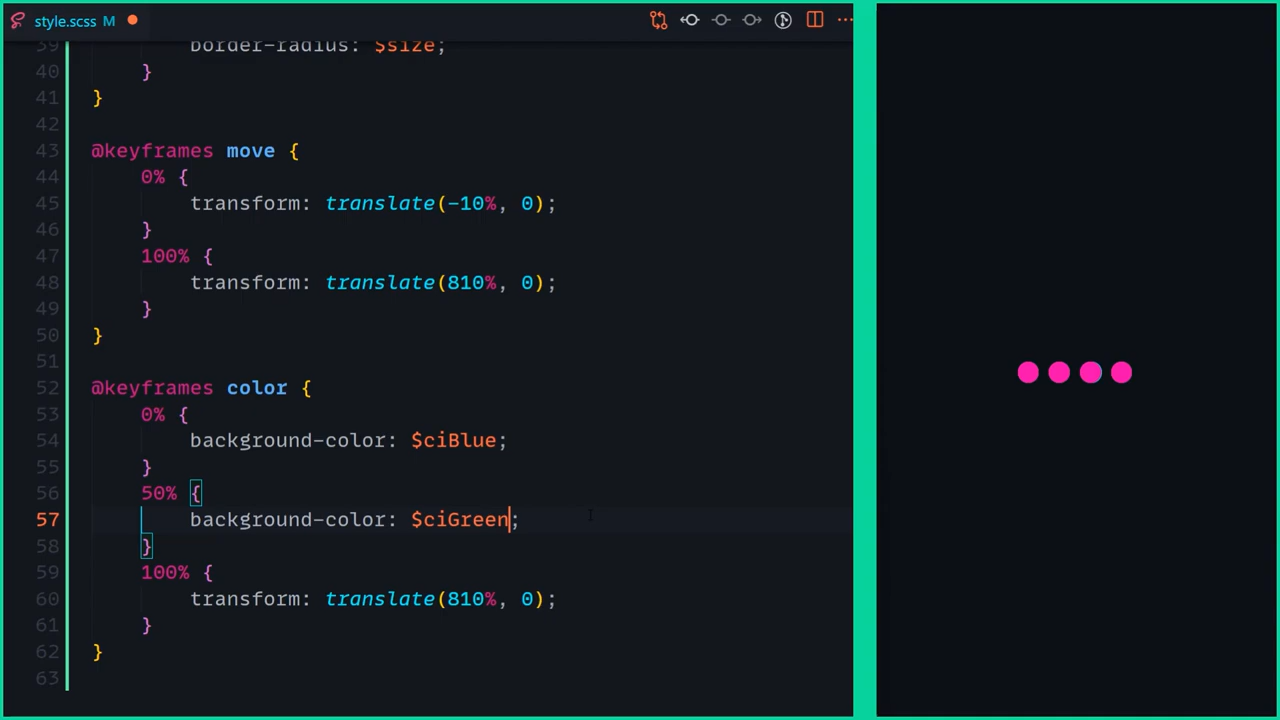 style.scss M
39 border-radius: $size;
40 }
41 }
42
43 @keyframes move {
44 0% {
45 transform: translate(-10%, 0);
46 }
47 100% {
48 transform: translate(810%, 0);
49 }
50 }
51
52 @keyframes color {
53 0% {
54 background-color: $ciBlue;
55 }
56 50% {
57 background-color: $ciGreen;
58 }
59 100% {
60 transform: translate(810%, 0);
61 }
62 }
63